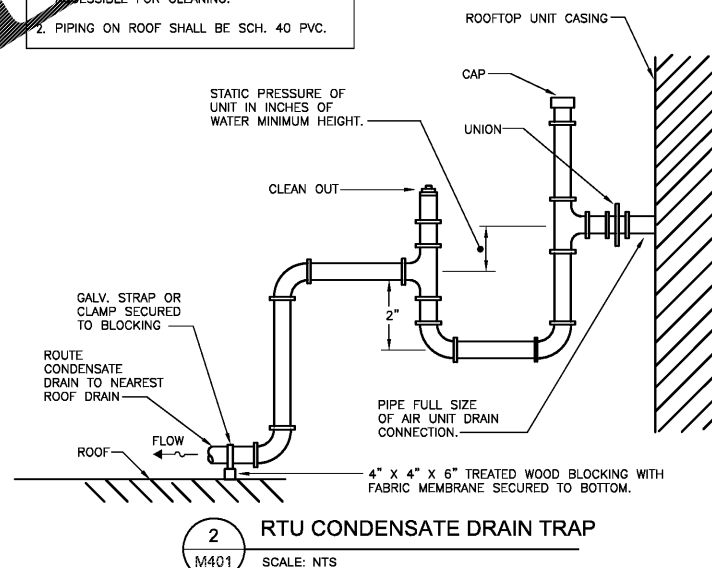 2. PIPING ON ROOF SHALL BE SCH. 40 PVC.
ROOFTOP UNIT CASING
CAP
STATIC PRESSURE OF
UNIT IN INCHES OF
WATER MINIMUM HEIGHT.
UNION
CLEAN OUT
GALV. STRAP OR
CLAMP SECURED
TO BLOCKING
2"
ROUTE
CONDENSATE
DRAIN TO NEAREST
ROOF DRAIN
PIPE FULL SIZE
OF AIR UNIT DRAIN
CONNECTION.
FLOW
ROOF
4" X 4" X 6" TREATED WOOD BLOCKING WITH
FABRIC MEMBRANE SECURED TO BOTTOM.
2
RTU CONDENSATE DRAIN TRAP
M401
SCALE: NTS